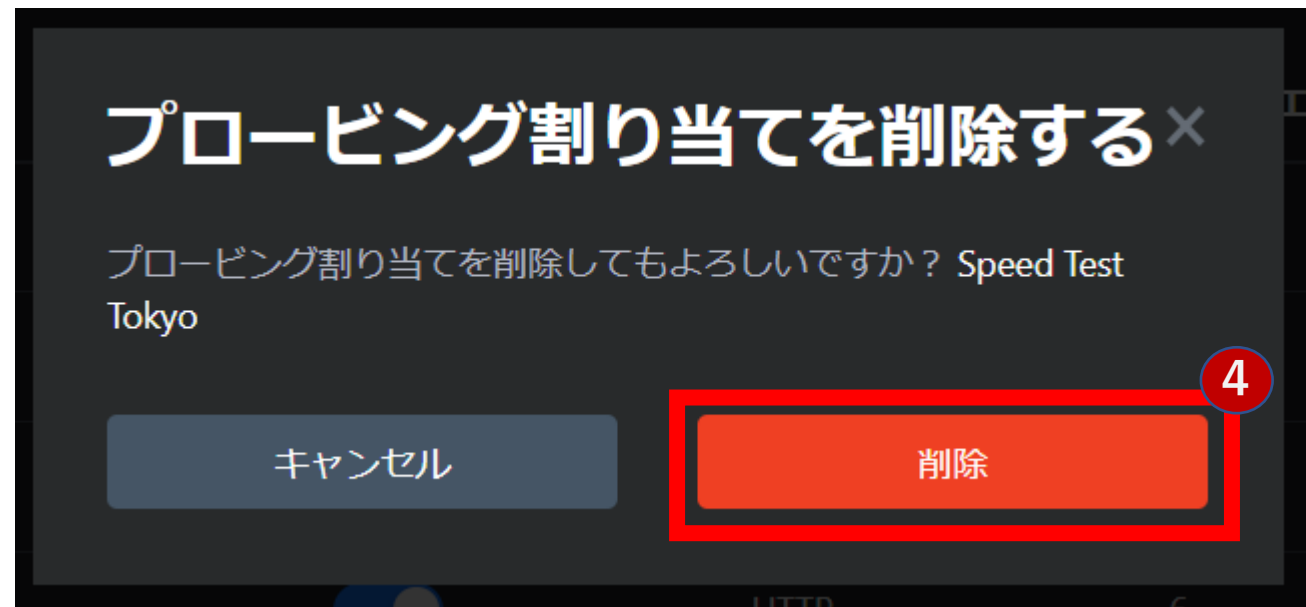 プロービング割り当てを削除する×
プロービング割り当てを削除してもよろしいですか？ Speed Test
Tokyo
4
キャンセル
削除
HTTP